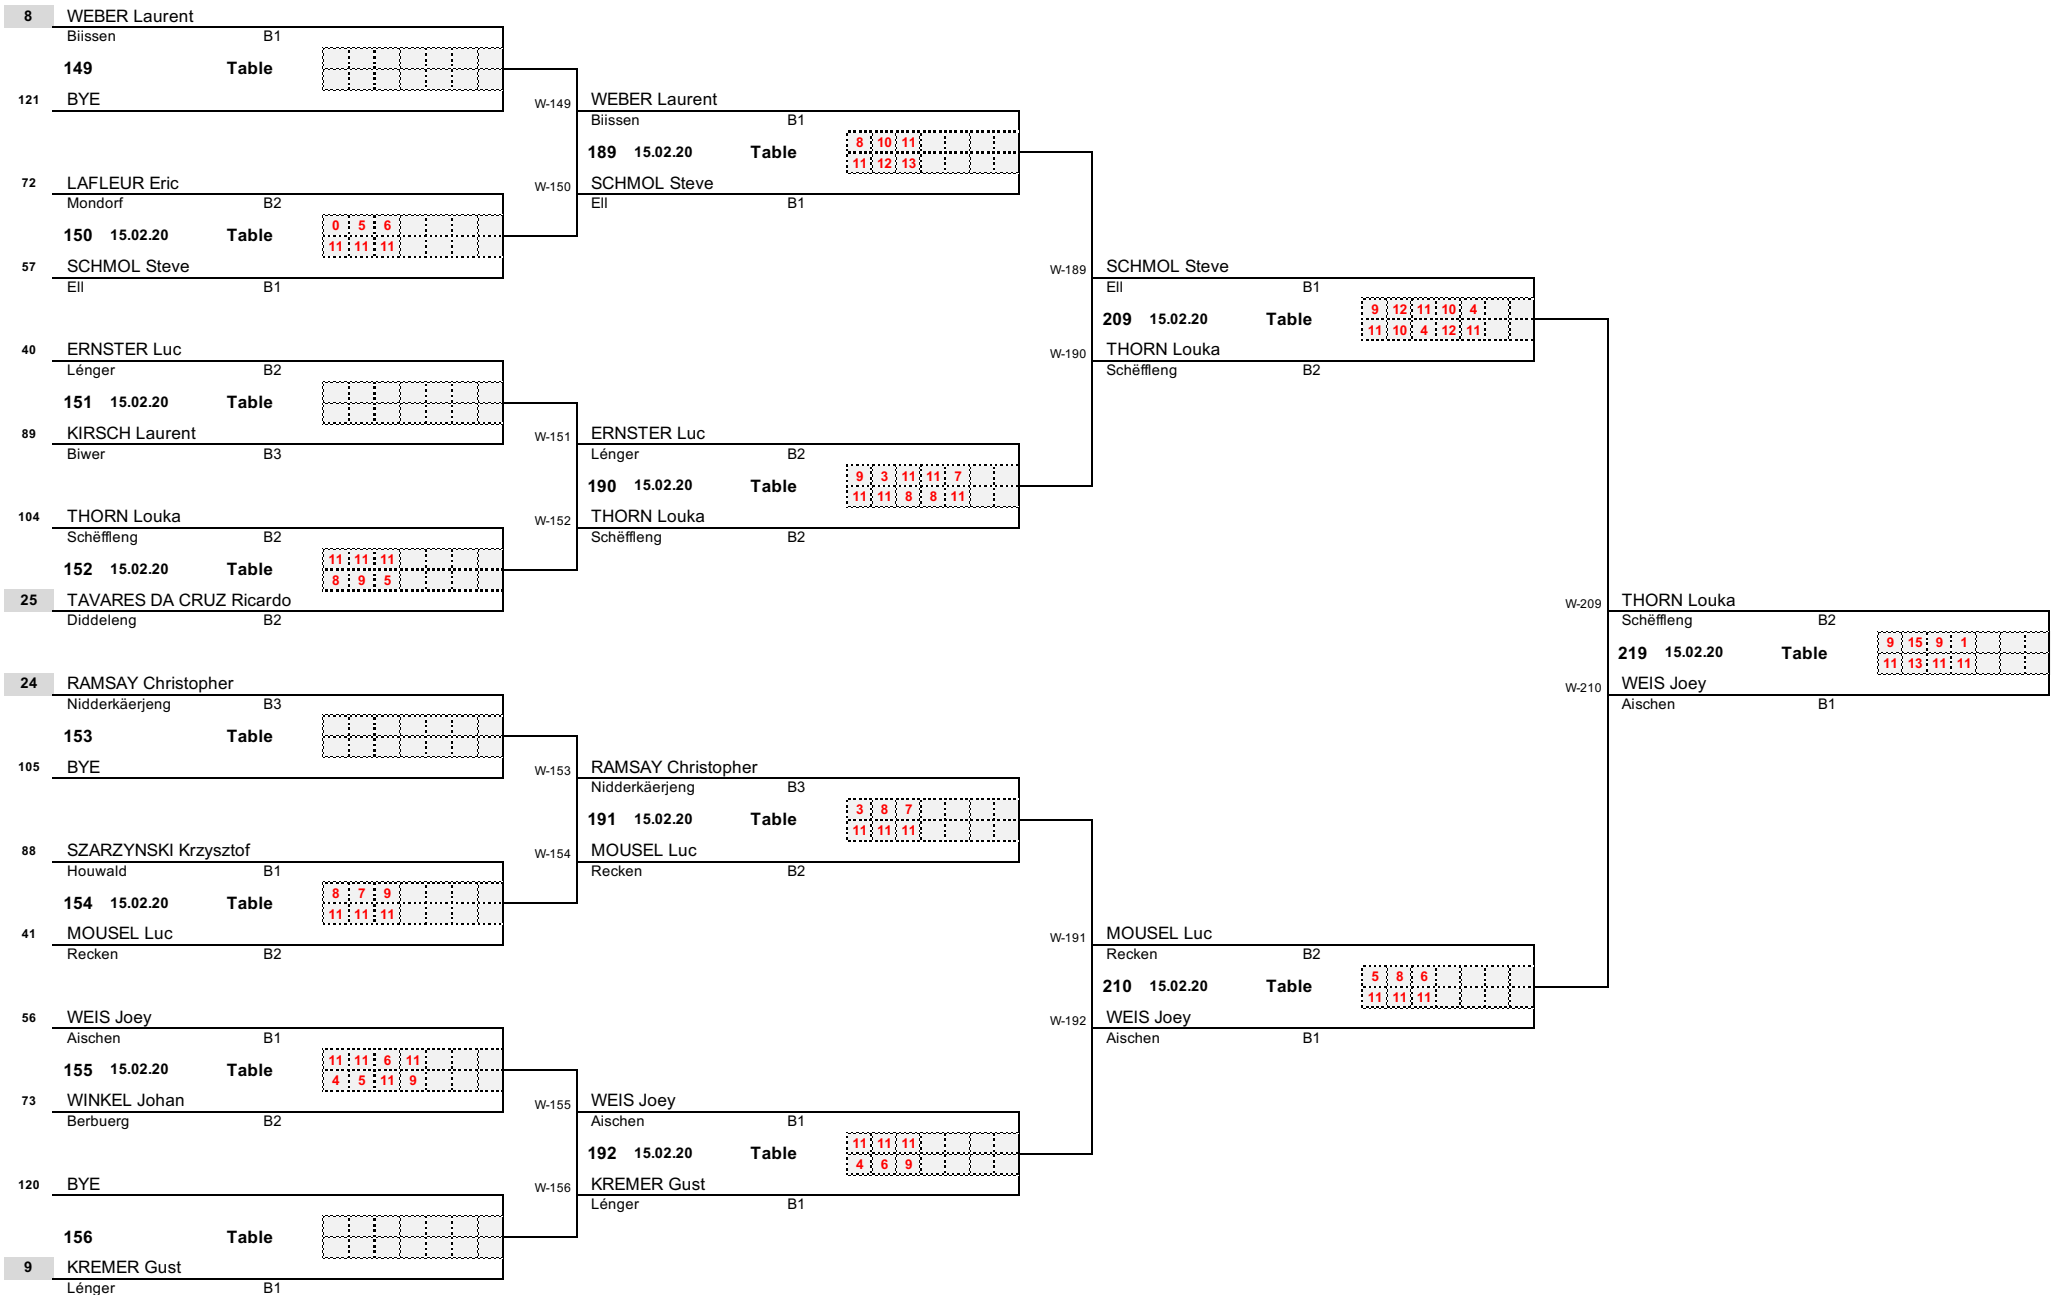 8 WEBER Laurent
Biissen B1
149 Table
121 BYE
72 LAFLEUR Eric
Mondorf B2
150 15.02.20 Table
0 5 6
11 11 11
57 SCHMOL Steve
Ell B1
40 ERNSTER Luc
Lénger B2
151 15.02.20 Table
89 KIRSCH Laurent
Biwer B3
104 THORN Louka
Schëffleng B2
152 15.02.20 Table
11 11 11
8 9 5
25 TAVARES DA CRUZ Ricardo
Diddeleng B2
24 RAMSAY Christopher
Nidderkäerjeng B3
153 Table
105 BYE
88 SZARZYNSKI Krzysztof
Houwald B1
154 15.02.20 Table
8 7 9
11 11 11
41 MOUSEL Luc
Recken B2
56 WEIS Joey
Aischen B1
155 15.02.20 Table
11 11 6 11
4 5 11 9
73 WINKEL Johan
Berbuerg B2
120 BYE
156 Table
9 KREMER Gust
Lénger B1
W-149 WEBER Laurent
Biissen B1
189 15.02.20 Table
8 10 11
11 12 13
W-150 SCHMOL Steve
Ell B1
W-151 ERNSTER Luc
Lénger B2
190 15.02.20 Table
9 3 11 11 7
11 11 8 8 11
W-152 THORN Louka
Schëffleng B2
W-153 RAMSAY Christopher
Nidderkäerjeng B3
191 15.02.20 Table
3 8 7
11 11 11
W-154 MOUSEL Luc
Recken B2
W-155 WEIS Joey
Aischen B1
192 15.02.20 Table
11 11 11
4 6 9
W-156 KREMER Gust
Lénger B1
W-189 SCHMOL Steve
Ell B1
209 15.02.20 Table
9 12 11 10 4
11 10 4 12 11
W-190 THORN Louka
Schëffleng B2
W-191 MOUSEL Luc
Recken B2
210 15.02.20 Table
5 8 6
11 11 11
W-192 WEIS Joey
Aischen B1
W-209 THORN Louka
Schëffleng B2
219 15.02.20 Table
9 15 9 1
11 13 11 11
W-210 WEIS Joey
Aischen B1